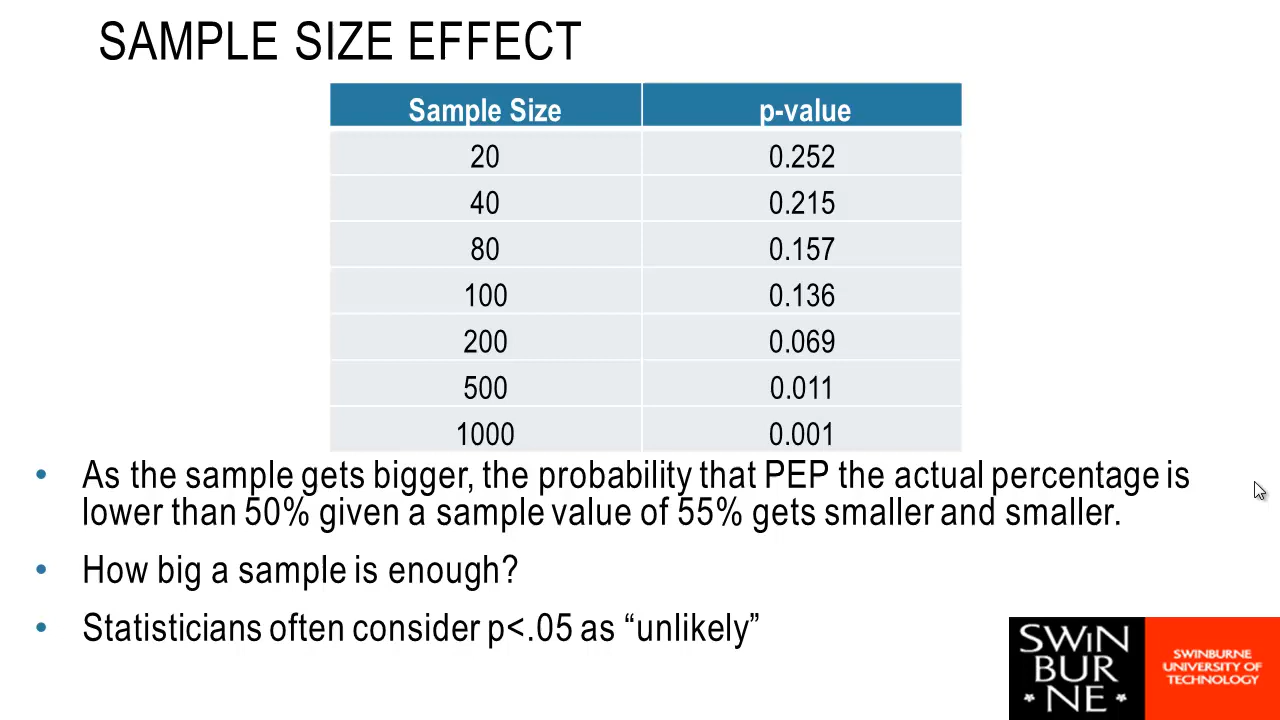 SAMPLE SIZE EFFECT
Sample Size p-value
20 0.252
40 0.215
80 0.157
100 0.136
200 0.069
500 0.011
1000 0.001
• As the sample gets bigger, the probability that PEP the actual percentage is
lower than 50% given a sample value of 55% gets smaller and smaller.
• How big a sample is enough?
• Statisticians often consider p<.05 as “unlikely”
SWiN
BUR
* NE *
SWINBURNE
UNIVERSITY OF
TECHNOLOGY